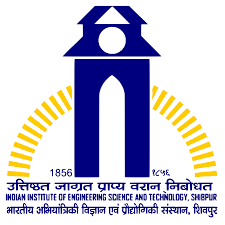 1856 १८५६
उत्तिष्ठत जाग्रत प्राप्य वरान निबोधत
INDIAN INSTITUTE OF ENGINEERING SCIENCE AND TECHNOLOGY, SHIBPUR
भारतीय अभियांत्रिकी विज्ञान एवं प्रौद्योगिकी संस्थान, शिवपुर